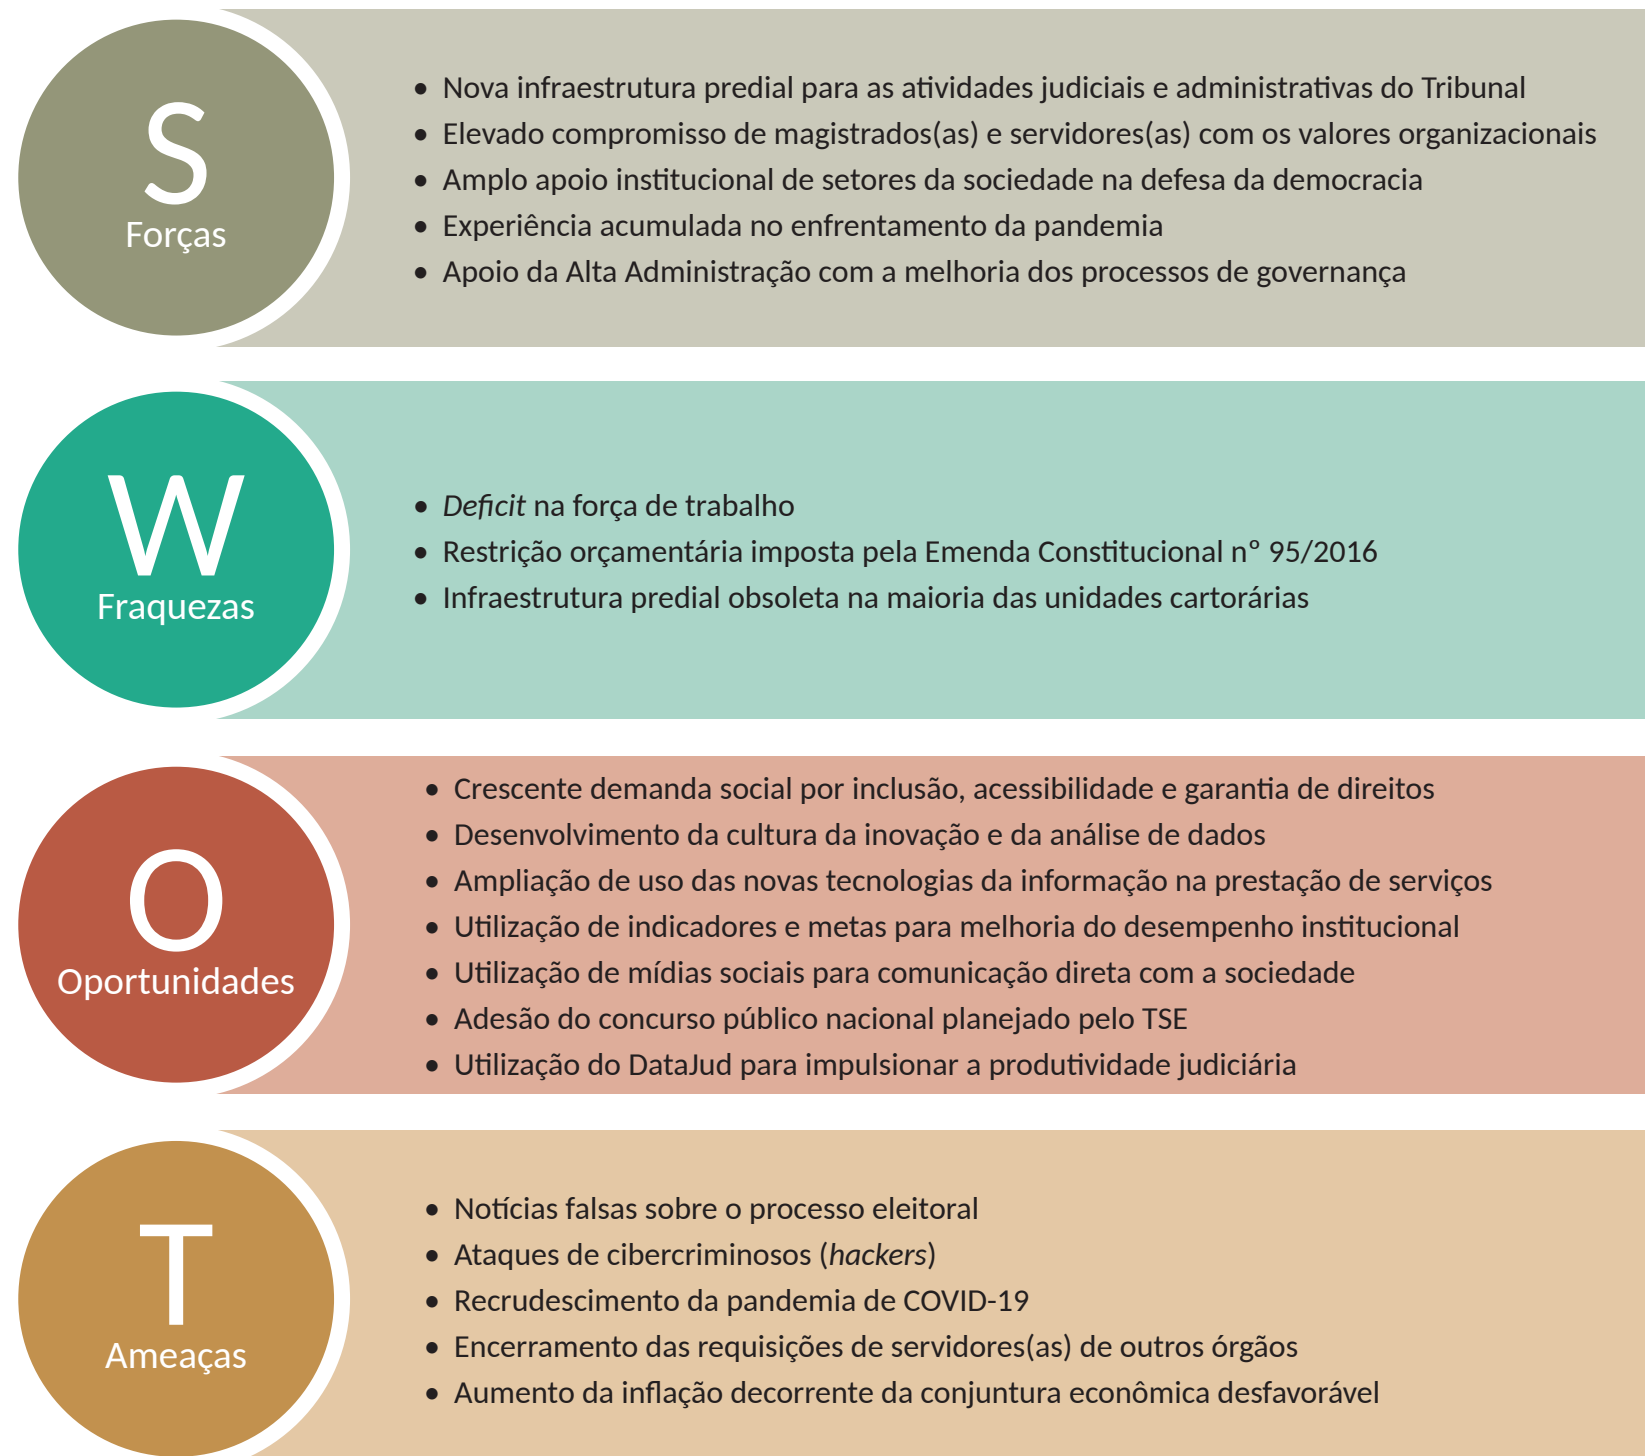 S
Forças
• Nova infraestrutura predial para as atividades judiciais e administrativas do Tribunal
• Elevado compromisso de magistrados(as) e servidores(as) com os valores organizacionais
• Amplo apoio institucional de setores da sociedade na defesa da democracia
• Experiência acumulada no enfrentamento da pandemia
• Apoio da Alta Administração com a melhoria dos processos de governança
W
Fraquezas
• Deficit na força de trabalho
• Restrição orçamentária imposta pela Emenda Constitucional nº 95/2016
• Infraestrutura predial obsoleta na maioria das unidades cartorárias
O
Oportunidades
• Crescente demanda social por inclusão, acessibilidade e garantia de direitos
• Desenvolvimento da cultura da inovação e da análise de dados
• Ampliação de uso das novas tecnologias da informação na prestação de serviços
• Utilização de indicadores e metas para melhoria do desempenho institucional
• Utilização de mídias sociais para comunicação direta com a sociedade
• Adesão do concurso público nacional planejado pelo TSE
• Utilização do DataJud para impulsionar a produtividade judiciária
T
Ameaças
• Notícias falsas sobre o processo eleitoral
• Ataques de cibercriminosos (hackers)
• Recrudescimento da pandemia de COVID-19
• Encerramento das requisições de servidores(as) de outros órgãos
• Aumento da inflação decorrente da conjuntura econômica desfavorável